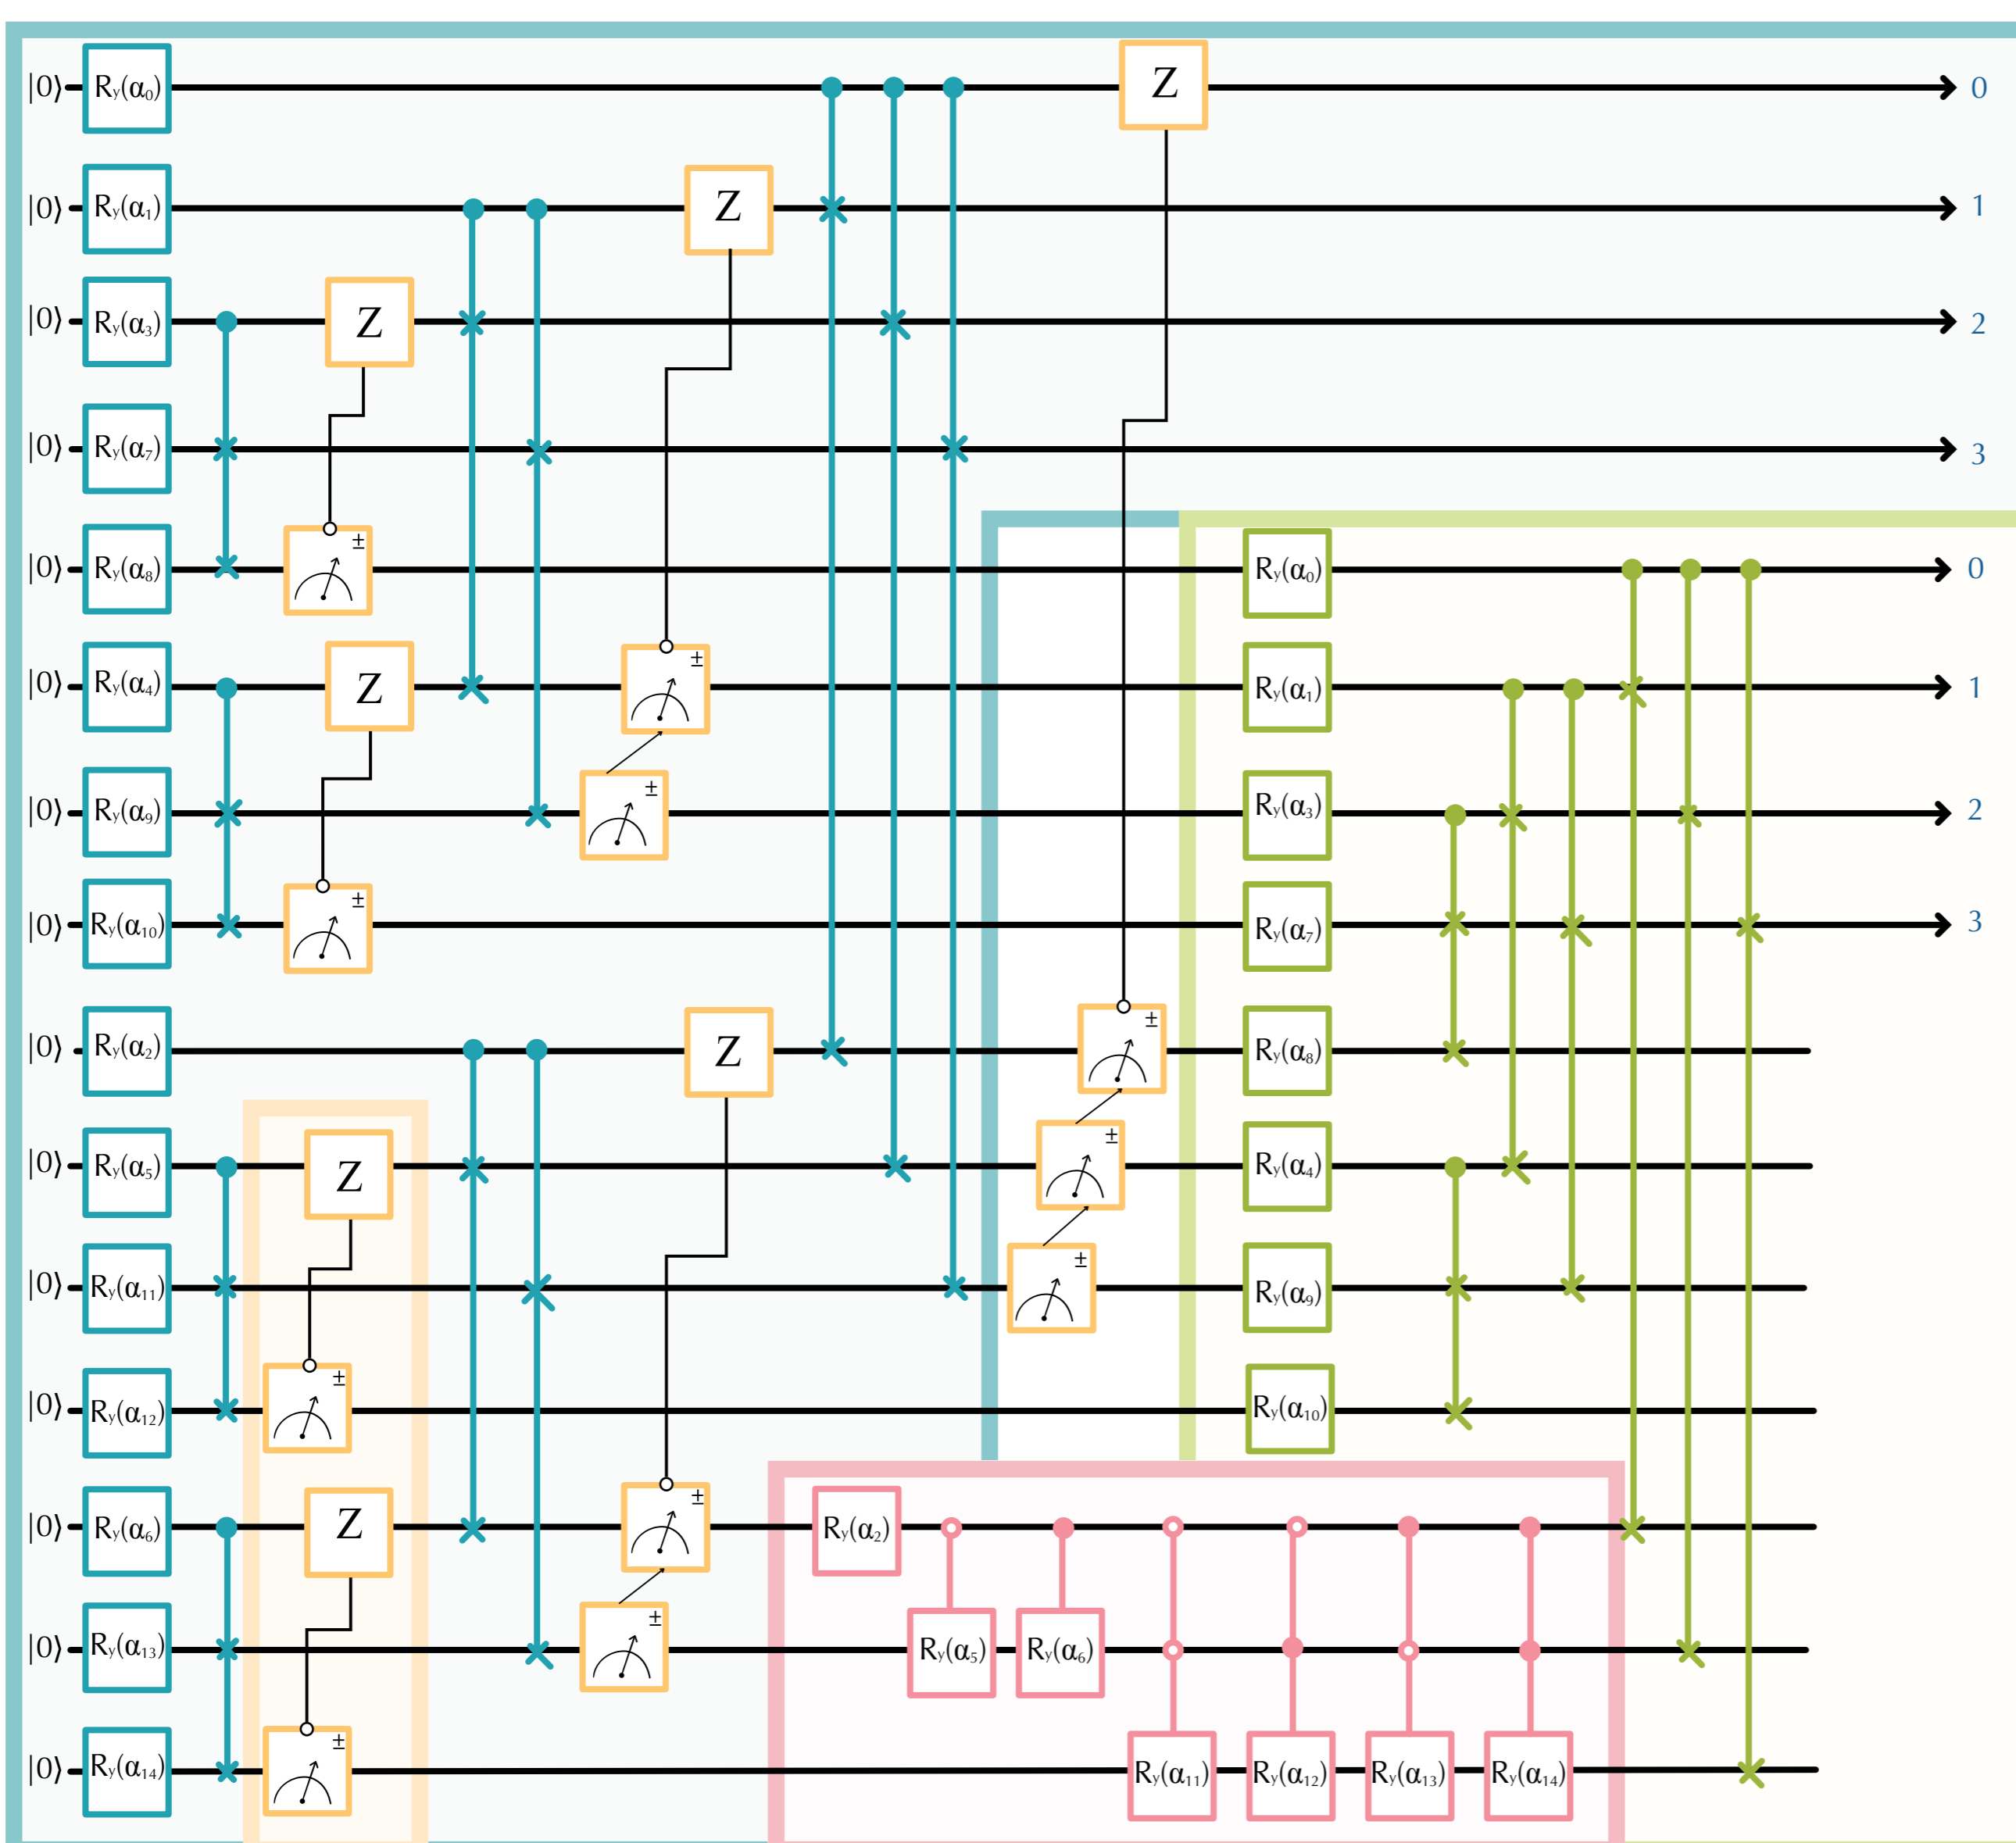 |0⟩ Rᵧ(α₀) Z 0
|0⟩ Rᵧ(α₁) Z 1
|0⟩ Rᵧ(α₃) Z 2
|0⟩ Rᵧ(α₇) 3
|0⟩ Rᵧ(α₈) ± Rᵧ(α₀) 0
|0⟩ Rᵧ(α₄) Z ± Rᵧ(α₁) 1
|0⟩ Rᵧ(α₉) ± Rᵧ(α₃) 2
|0⟩ Rᵧ(α₁₀) ± Rᵧ(α₇) 3
|0⟩ Rᵧ(α₂) Z ± Rᵧ(α₈)
|0⟩ Rᵧ(α₅) Z ± Rᵧ(α₄)
|0⟩ Rᵧ(α₁₁) ± Rᵧ(α₉)
|0⟩ Rᵧ(α₁₂) ± Rᵧ(α₁₀)
|0⟩ Rᵧ(α₆) Z ± Rᵧ(α₂)
|0⟩ Rᵧ(α₁₃) ± Rᵧ(α₅) Rᵧ(α₆)
|0⟩ Rᵧ(α₁₄) ± Rᵧ(α₁₁) Rᵧ(α₁₂) Rᵧ(α₁₃) Rᵧ(α₁₄)